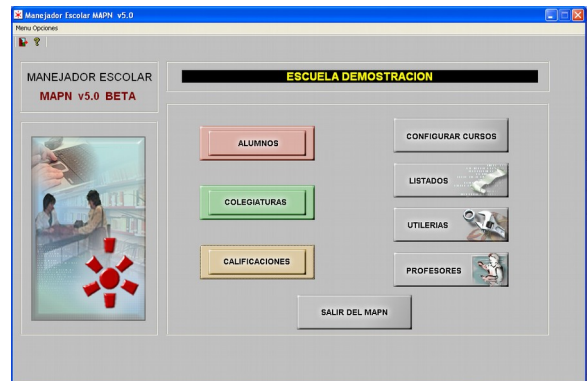 Manejador Escolar MAPN v5.0
Menu Opciones
MANEJADOR ESCOLAR
MAPN v5.0 BETA
ESCUELA DEMOSTRACION
ALUMNOS
CONFIGURAR CURSOS
LISTADOS
COLEGIATURAS
UTILERIAS
CALIFICACIONES
PROFESORES
SALIR DEL MAPN